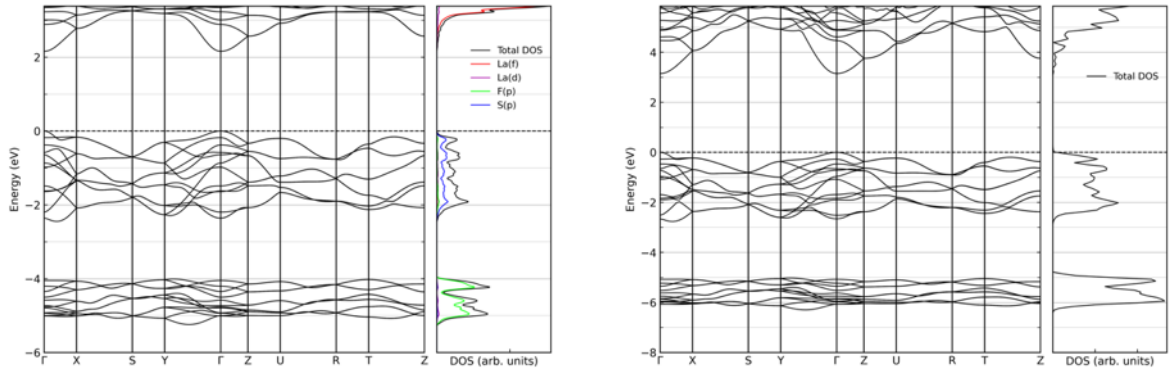 2
0
−2
−4
−6
Energy (eV)
Γ X S Y Γ Z U R T Z
Total DOS
La(f)
La(d)
F(p)
S(p)
DOS (arb. units)
4
2
0
−2
−4
−6
−8
Energy (eV)
Γ X S Y Γ Z U R T Z
Total DOS
DOS (arb. units)